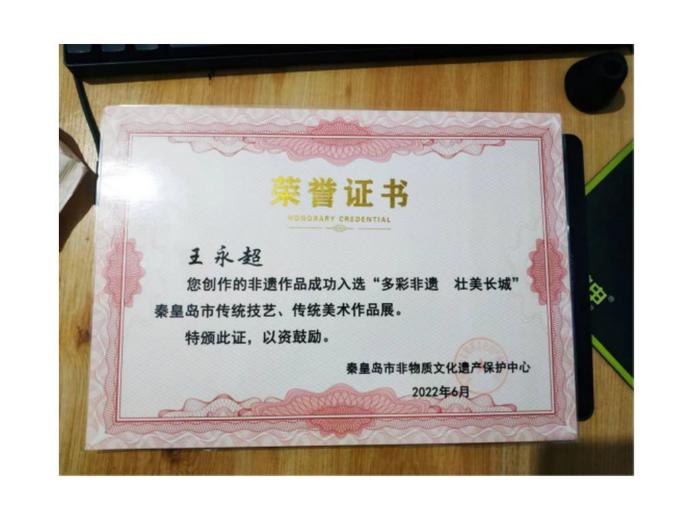 荣誉证书
HONORARY CREDENTIAL
王永超
您创作的非遗作品成功入选“多彩非遗 壮美长城”
秦皇岛市传统技艺、传统美术作品展。
特颁此证，以资鼓励。
秦皇岛市非物质文化遗产保护中心
2022年6月